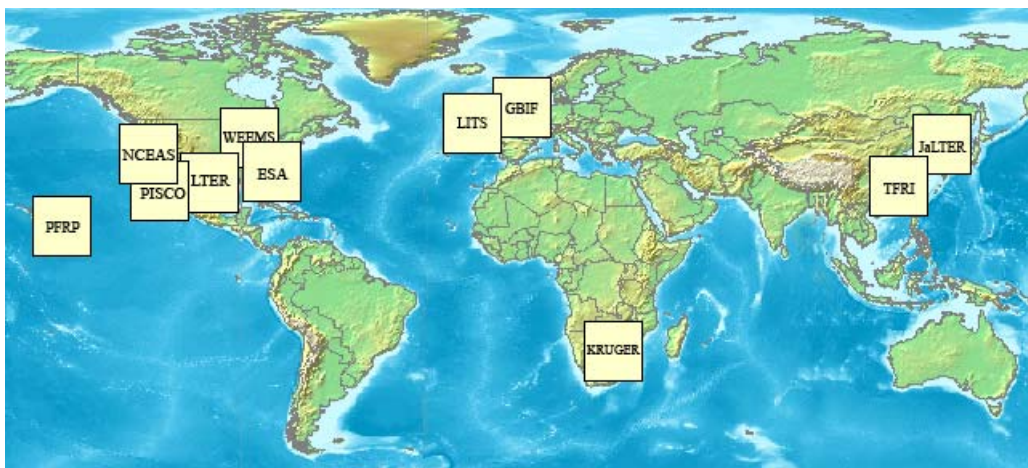 GBIF
LITS
WEEMS
NCEAS
JaLTER
LTER
ESA
TFRI
PISCO
PFRP
KRUGER